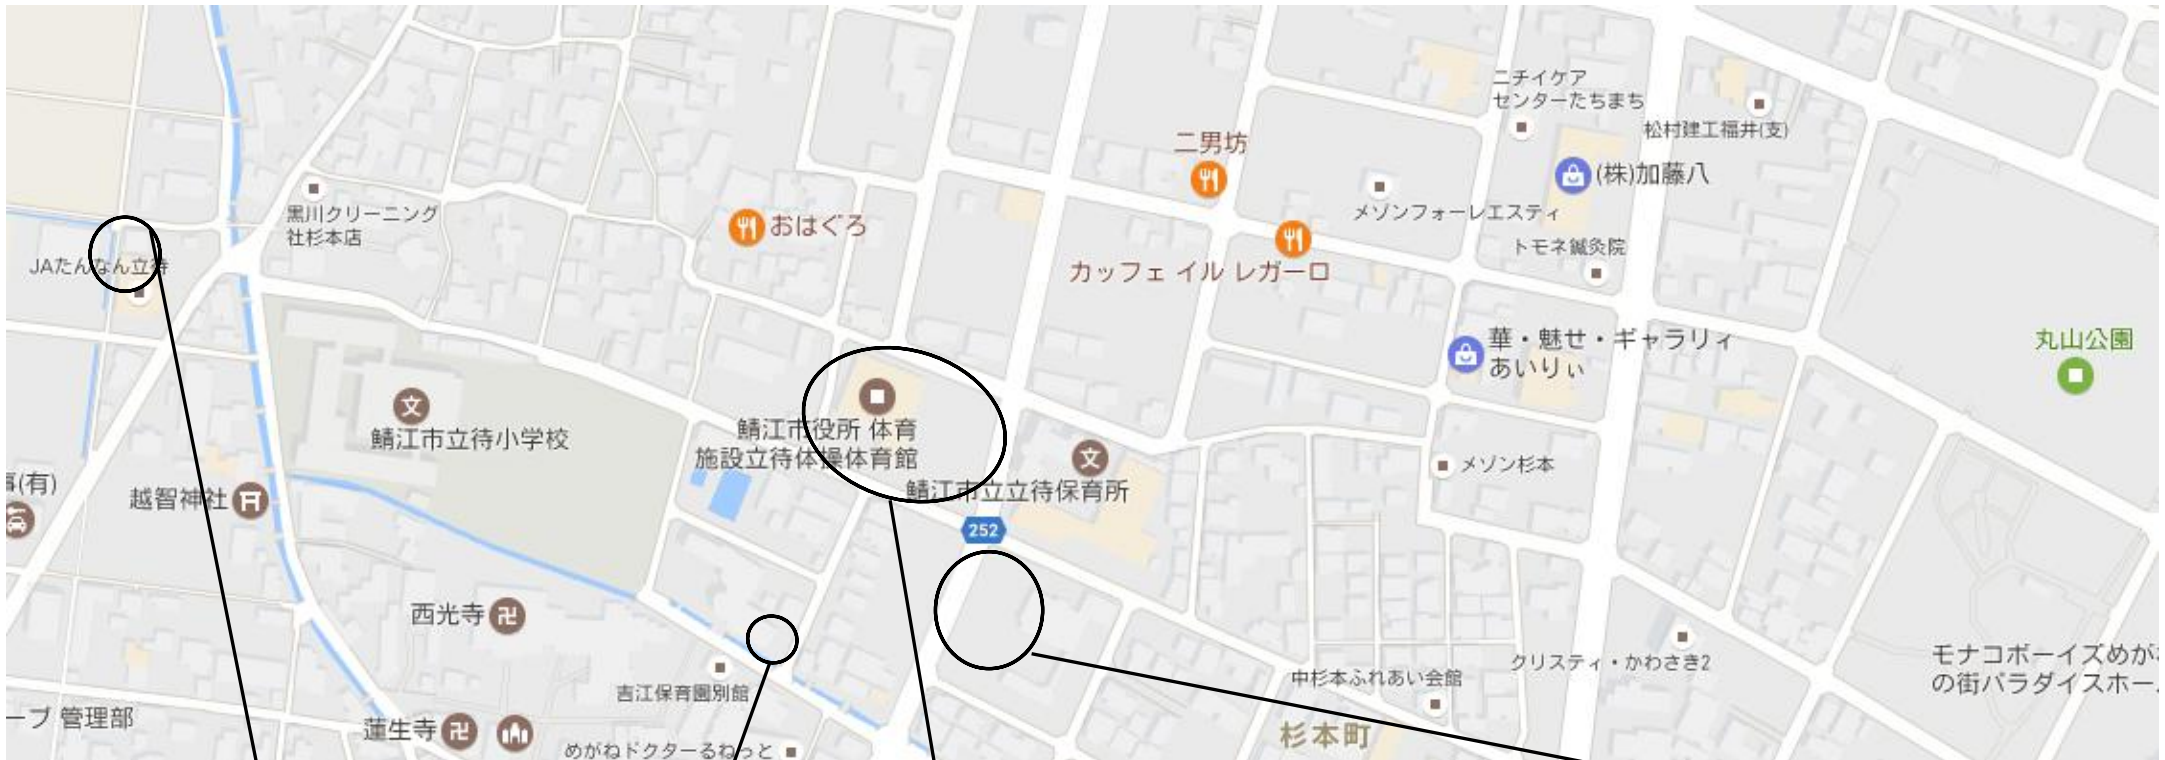 ニチイケア
センターたちまち
松村建工福井(支)
二男坊
(株)加藤八
黒川クリーニング
社杉本店
おはぐろ
メゾンフォーレエスティ
トモネ鍼灸院
JAたんなん立待
カッフェ イル レガーロ
華・魅せ・ギャラリィ
あいりぃ
丸山公園
文
鯖江市立待小学校
鯖江市役所 体育
施設立待体操体育館
文
鯖江市立立待保育所
メゾン杉本
(有)
越智神社
252
西光寺
吉江保育園別館
中杉本ふれあい会館
クリスティ・かわさき2
モナコボーイズめが
の街パラダイスホー
ーブ 管理部
蓮生寺
めがねドクターるねっと
杉本町